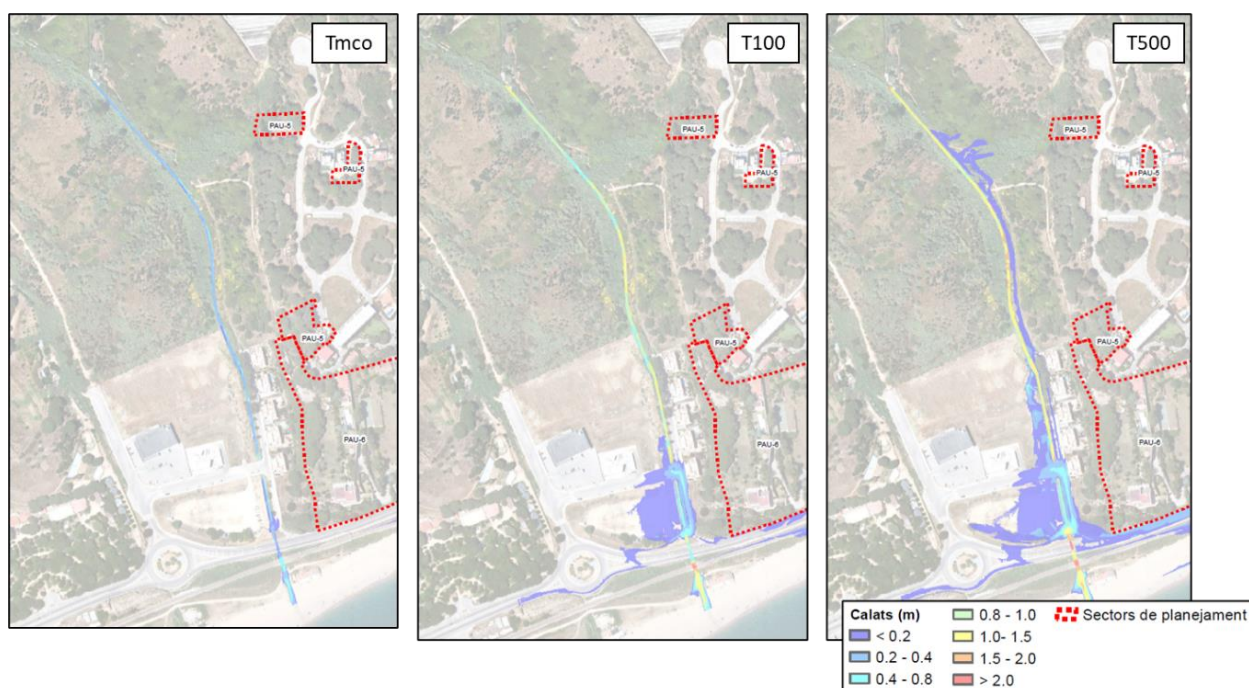 Tmco
T100
T500
PAU-5
PAU-5
PAU-5
PAU-6
PAU-5
PAU-5
PAU-5
PAU-6
PAU-5
PAU-5
PAU-5
PAU-6
Calats (m)
< 0.2
0.2 - 0.4
0.4 - 0.8
0.8 - 1.0
1.0- 1.5
1.5 - 2.0
> 2.0
Sectors de planejament